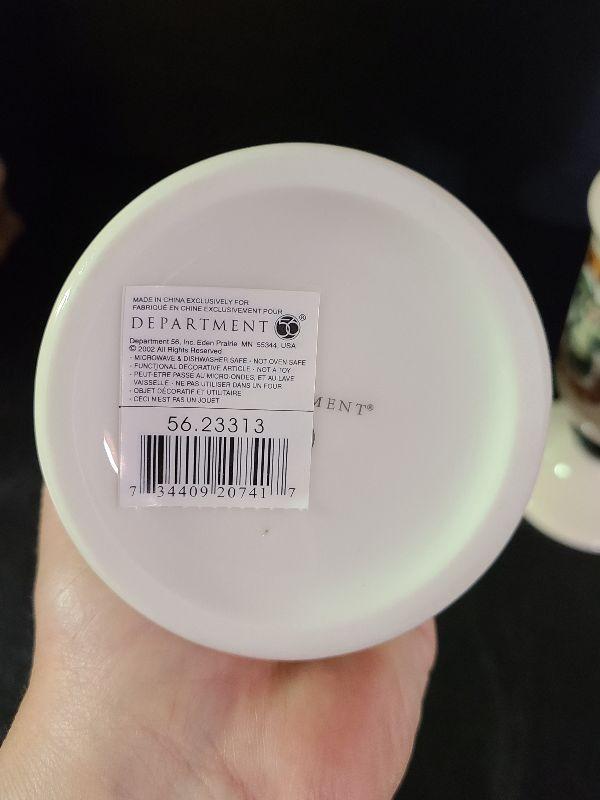 MADE IN CHINA EXCLUSIVELY FOR
FABRIQUÉ EN CHINE EXCLUSIVEMENT POUR
DEPARTMENT 56®
Department 56, Inc. Eden Prairie MN 55344, USA
© 2002 All Rights Reserved
- MICROWAVE & DISHWASHER SAFE - NOT OVEN SAFE
- FUNCTIONAL DECORATIVE ARTICLE - NOT A TOY
- PEUT-ETRE PASSE AU MICRO-ONDES, ET AU LAVE
VAISSELLE - NE PAS UTILISER DANS UN FOUR
- OBJET DÉCORATIF ET UTILITAIRE
- CECI N'EST PAS UN JOUET
MENT®
56.23313
7 34409 20741 7